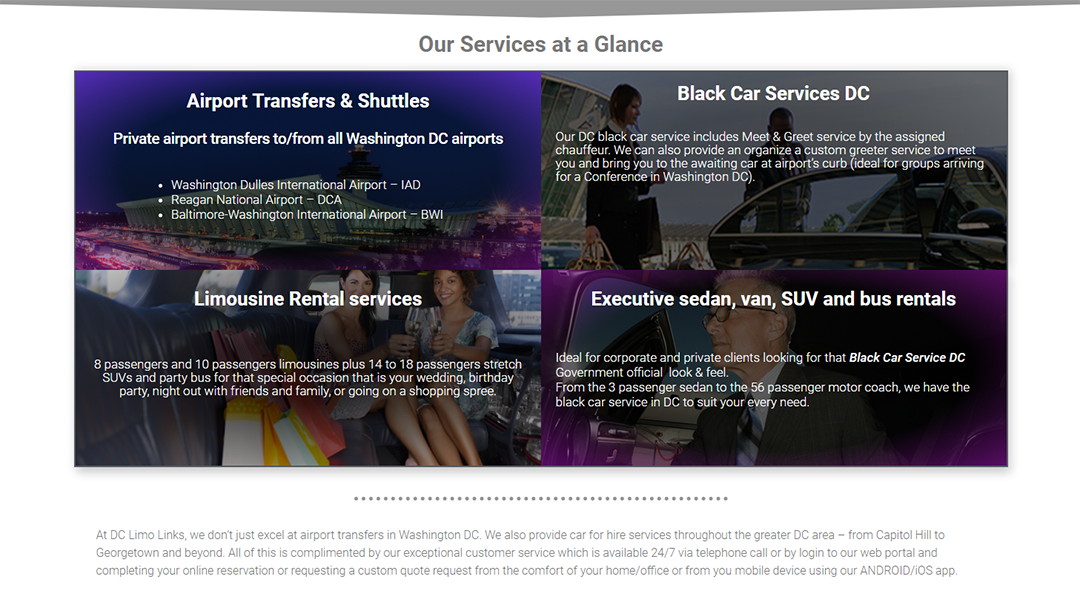 Our Services at a Glance
Airport Transfers & Shuttles
Private airport transfers to/from all Washington DC airports
• Washington Dulles International Airport – IAD
• Reagan National Airport – DCA
• Baltimore-Washington International Airport – BWI
Black Car Services DC
Our DC black car service includes Meet & Greet service by the assigned
chauffeur. We can also provide an organize a custom greeter service to meet
you and bring you to the awaiting car at airport's curb (ideal for groups arriving
for a Conference in Washington DC).
Limousine Rental services
8 passengers and 10 passengers limousines plus 14 to 18 passengers stretch
SUVs and party bus for that special occasion that is your wedding, birthday
party, night out with friends and family, or going on a shopping spree.
Executive sedan, van, SUV and bus rentals
Ideal for corporate and private clients looking for that Black Car Service DC
Government official look & feel.
From the 3 passenger sedan to the 56 passenger motor coach, we have the
black car service in DC to suit your every need.
At DC Limo Links, we don't just excel at airport transfers in Washington DC. We also provide car for hire services throughout the greater DC area – from Capitol Hill to
Georgetown and beyond. All of this is complimented by our exceptional customer service which is available 24/7 via telephone call or by login to our web portal and
completing your online reservation or requesting a custom quote request from the comfort of your home/office or from you mobile device using our ANDROID/iOS app.